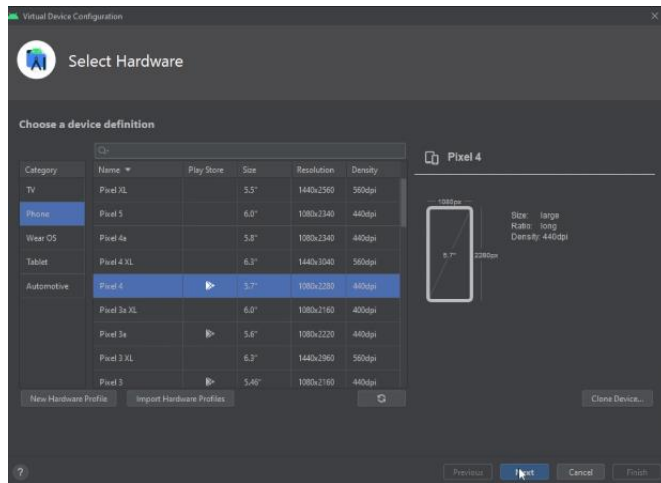 Virtual Device Configuration
Select Hardware
Choose a device definition
Category
TV
Phone
Wear OS
Tablet
Automotive
Name Play Store Size Resolution Density
Pixel XL 5.5" 1440x2560 560dpi
Pixel 5 6.0" 1080x2340 440dpi
Pixel 4a 5.8" 1080x2340 440dpi
Pixel 4 XL 6.3" 1440x3040 560dpi
Pixel 4 5.7" 1080x2280 440dpi
Pixel 3a XL 6.0" 1080x2160 400dpi
Pixel 3a 5.6" 1080x2220 440dpi
Pixel 3 XL 6.3" 1440x2960 560dpi
Pixel 3 5.46" 1080x2160 440dpi
New Hardware Profile Import Hardware Profiles
Pixel 4
1080px
5.7"
2280px
Size: large
Ratio: long
Density: 440dpi
Clone Device...
?
Previous Next Cancel Finish